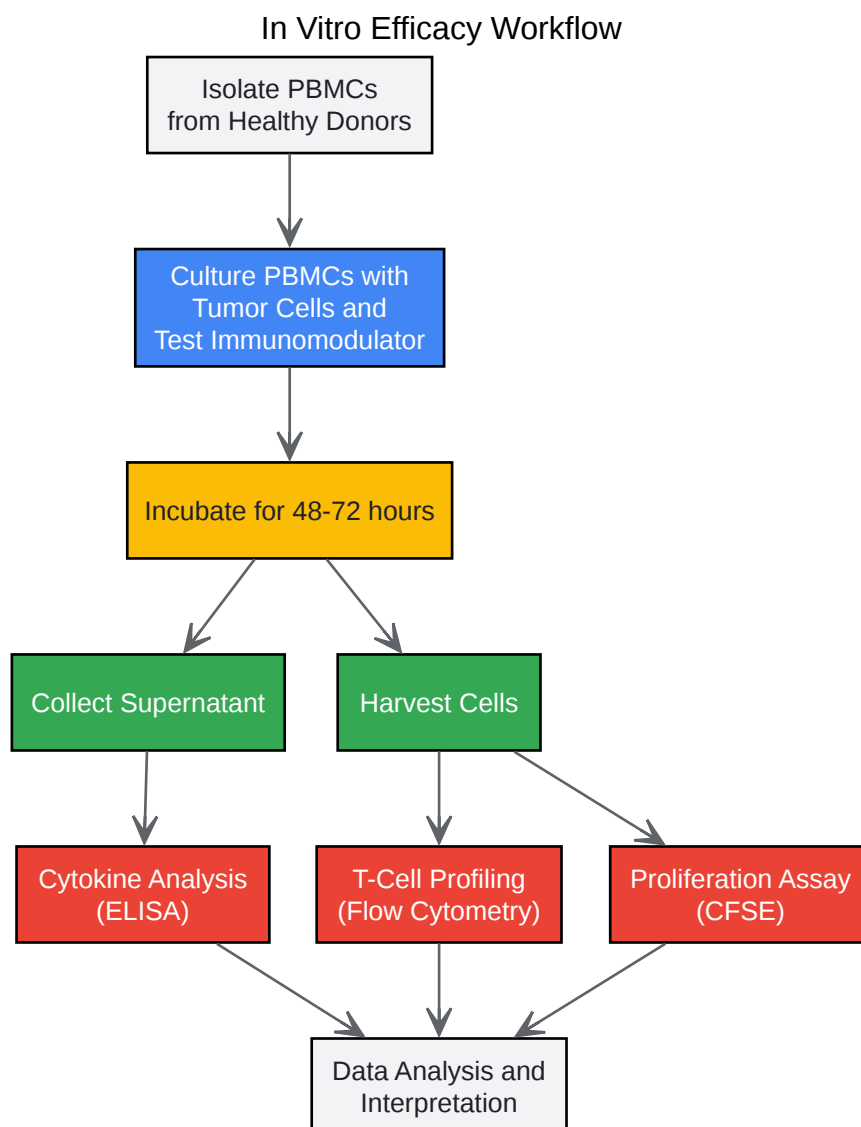 In Vitro Efficacy Workflow
Isolate PBMCs
from Healthy Donors
Culture PBMCs with
Tumor Cells and
Test Immunomodulator
Incubate for 48-72 hours
Collect Supernatant
Harvest Cells
Cytokine Analysis
(ELISA)
T-Cell Profiling
(Flow Cytometry)
Proliferation Assay
(CFSE)
Data Analysis and
Interpretation